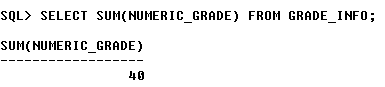 SQL> SELECT SUM(NUMERIC_GRADE) FROM GRADE_INFO;
SUM(NUMERIC_GRADE)
------------------
40